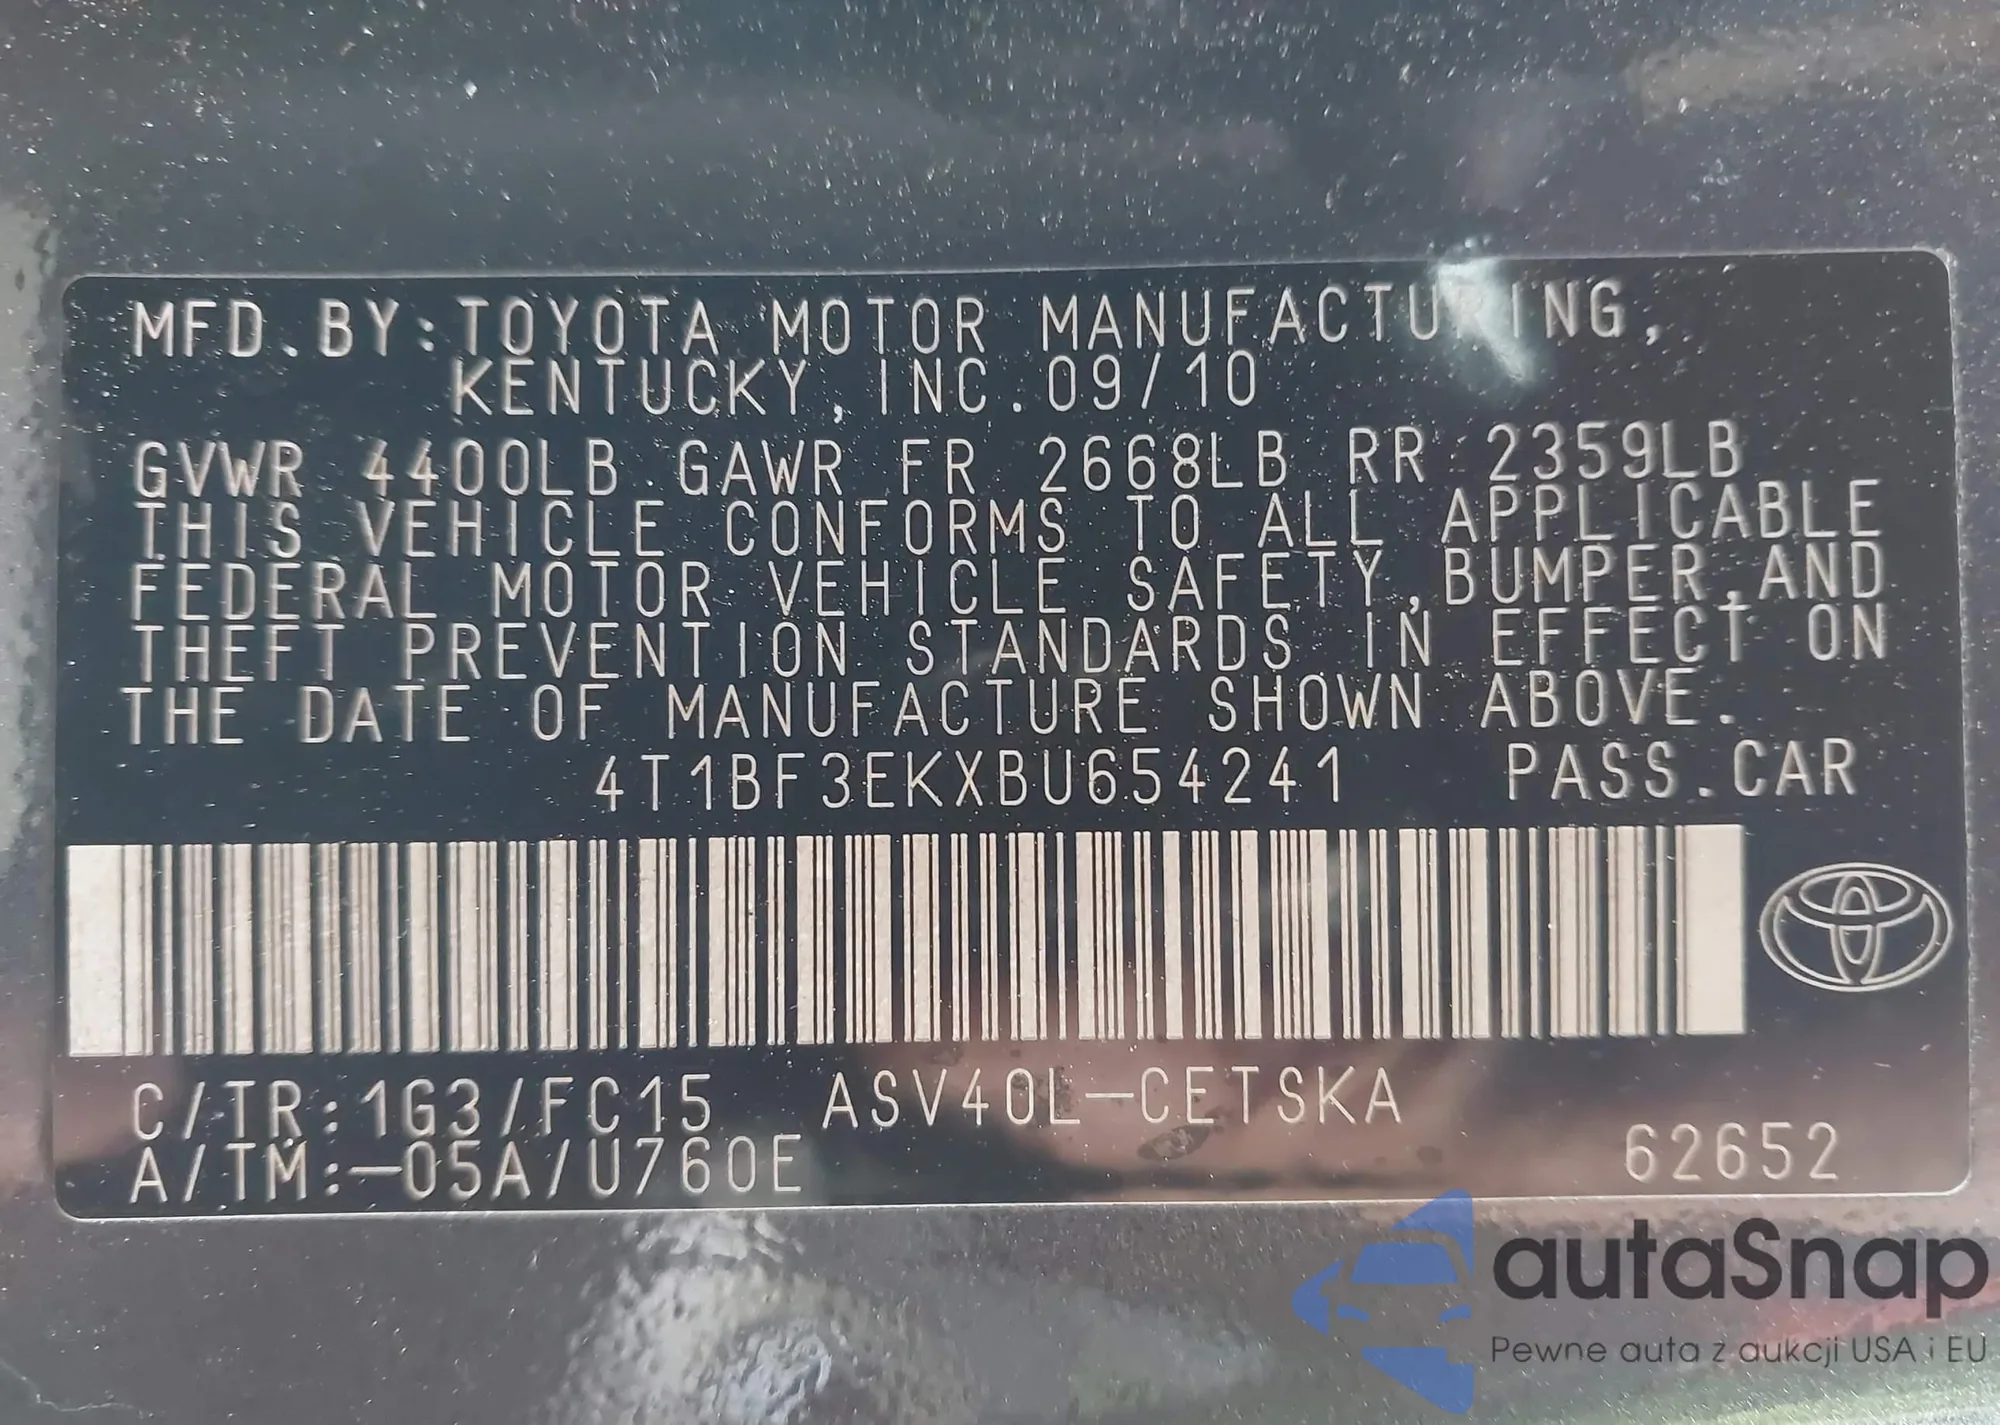 MFD.BY:TOYOTA MOTOR MANUFACTURING,
KENTUCKY, INC.09/10
GVWR 4400LB GAWR FR 2668LB RR 2359LB
THIS VEHICLE CONFORMS TO ALL APPLICABLE
FEDERAL MOTOR VEHICLE SAFETY,BUMPER,AND
THEFT PREVENTION STANDARDS IN EFFECT ON
THE DATE OF MANUFACTURE SHOWN ABOVE.
4T1BF3EKXBU654241 PASS.CAR
C/TR:1G3/FC15 ASV40L-CETSKA
A/TM:-05A/U760E 62652
autaSnap
Pewne auta z aukcji USA i EU